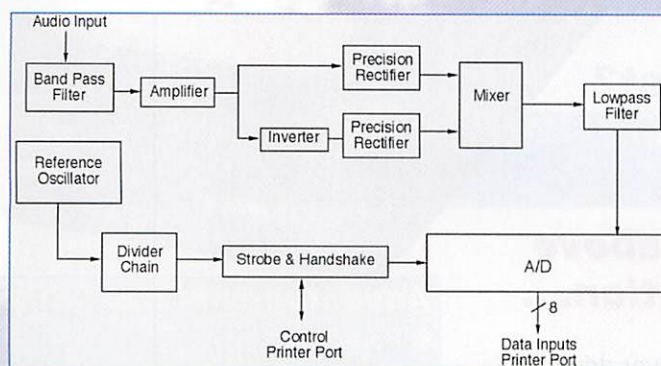 Audio Input
Band Pass
Filter
Amplifier
Inverter
Precision
Rectifier
Precision
Rectifier
Mixer
Lowpass
Filter
Reference
Oscillator
Divider
Chain
Strobe & Handshake
A/D
8
Control
Printer Port
Data Inputs
Printer Port